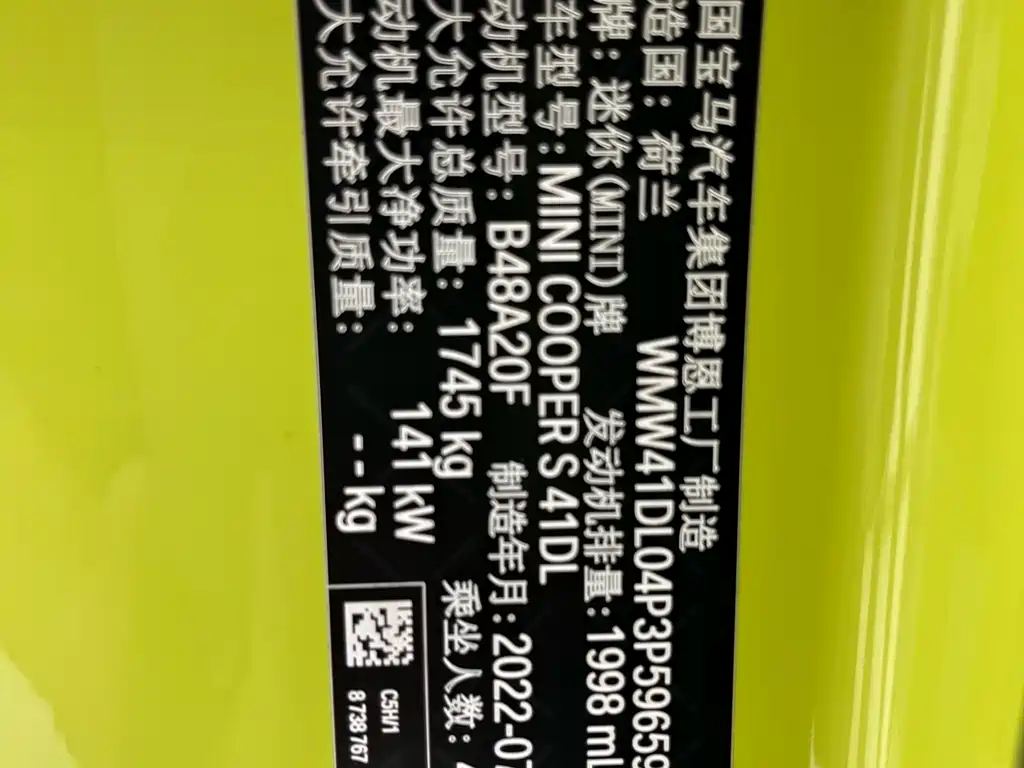 国宝马汽车集团博恩工厂制造
造国：荷兰 WMW41DL04P3P59659
牌：迷你(MINI)牌 发动机排量：1998 mL
车型号：MINI COOPER S 41DL
动机型号：B48A20F 制造年月：2022-07
大允许总质量：1745 kg 乘坐人数：
动机最大净功率：141 kW
大允许牵引质量：-- kg
C5H/1
8 738 767